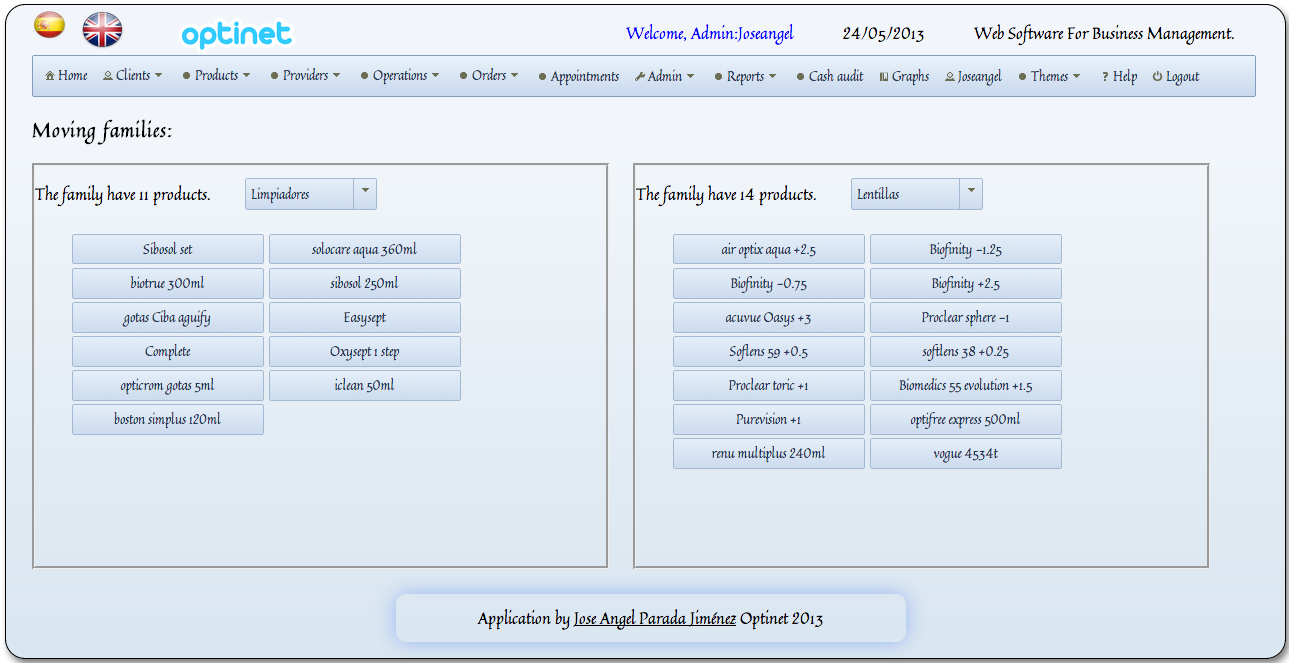 optinet Welcome, Admin:Joseangel 24/05/2013 Web Software For Business Management.
Home Clients Products Providers Operations Orders Appointments Admin Reports Cash audit Graphs Joseangel Themes ? Help Logout
Moving families:
The family have 11 products. Limpiadores
Sibosol set solocare aqua 360ml
biotrue 300ml sibosol 250ml
gotas Ciba aguify Easysept
Complete Oxysept 1 step
opticrom gotas 5ml iclean 50ml
boston simplus 120ml
The family have 14 products. Lentillas
air optix aqua +2.5 Biofinity -1.25
Biofinity -0.75 Biofinity +2.5
acuvue Oasys +3 Proclear sphere -1
Soflens 59 +0.5 softlens 38 +0.25
Proclear toric +1 Biomedics 55 evolution +1.5
Purevision +1 optifree express 500ml
renu multiplus 240ml vogue 4534t
Application by Jose Angel Parada Jiménez Optinet 2013